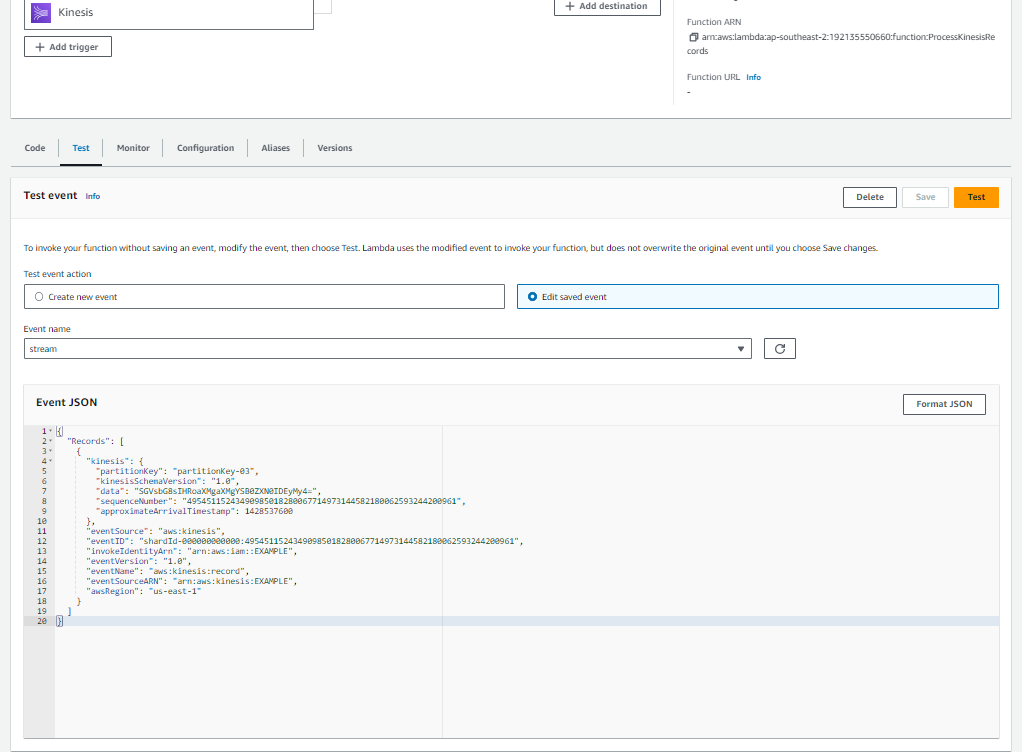 Kinesis
+ Add destination
+ Add trigger
Function ARN
arn:aws:lambda:ap-southeast-2:192135550660:function:ProcessKinesisRe
cords
Function URL Info
-
Code Test Monitor Configuration Aliases Versions
Test event Info
Delete Save Test
To invoke your function without saving an event, modify the event, then choose Test. Lambda uses the modified event to invoke your function, but does not overwrite the original event until you choose Save changes.
Test event action
Create new event Edit saved event
Event name
stream
Event JSON
Format JSON
1 {
2 "Records": [
3 {
4 "kinesis": {
5 "partitionKey": "partitionKey-03",
6 "kinesisSchemaVersion": "1.0",
7 "data": "SGVsbG8sIHRoaXMgaXMgYSB0ZXN0IDEyMy4=",
8 "sequenceNumber": "49545115243490985018280067714973144582180062593244200961",
9 "approximateArrivalTimestamp": 1428537600
10 },
11 "eventSource": "aws:kinesis",
12 "eventID": "shardId-000000000000:49545115243490985018280067714973144582180062593244200961",
13 "invokeIdentityArn": "arn:aws:iam::EXAMPLE",
14 "eventVersion": "1.0",
15 "eventName": "aws:kinesis:record",
16 "eventSourceARN": "arn:aws:kinesis:EXAMPLE",
17 "awsRegion": "us-east-1"
18 }
19 ]
20 }